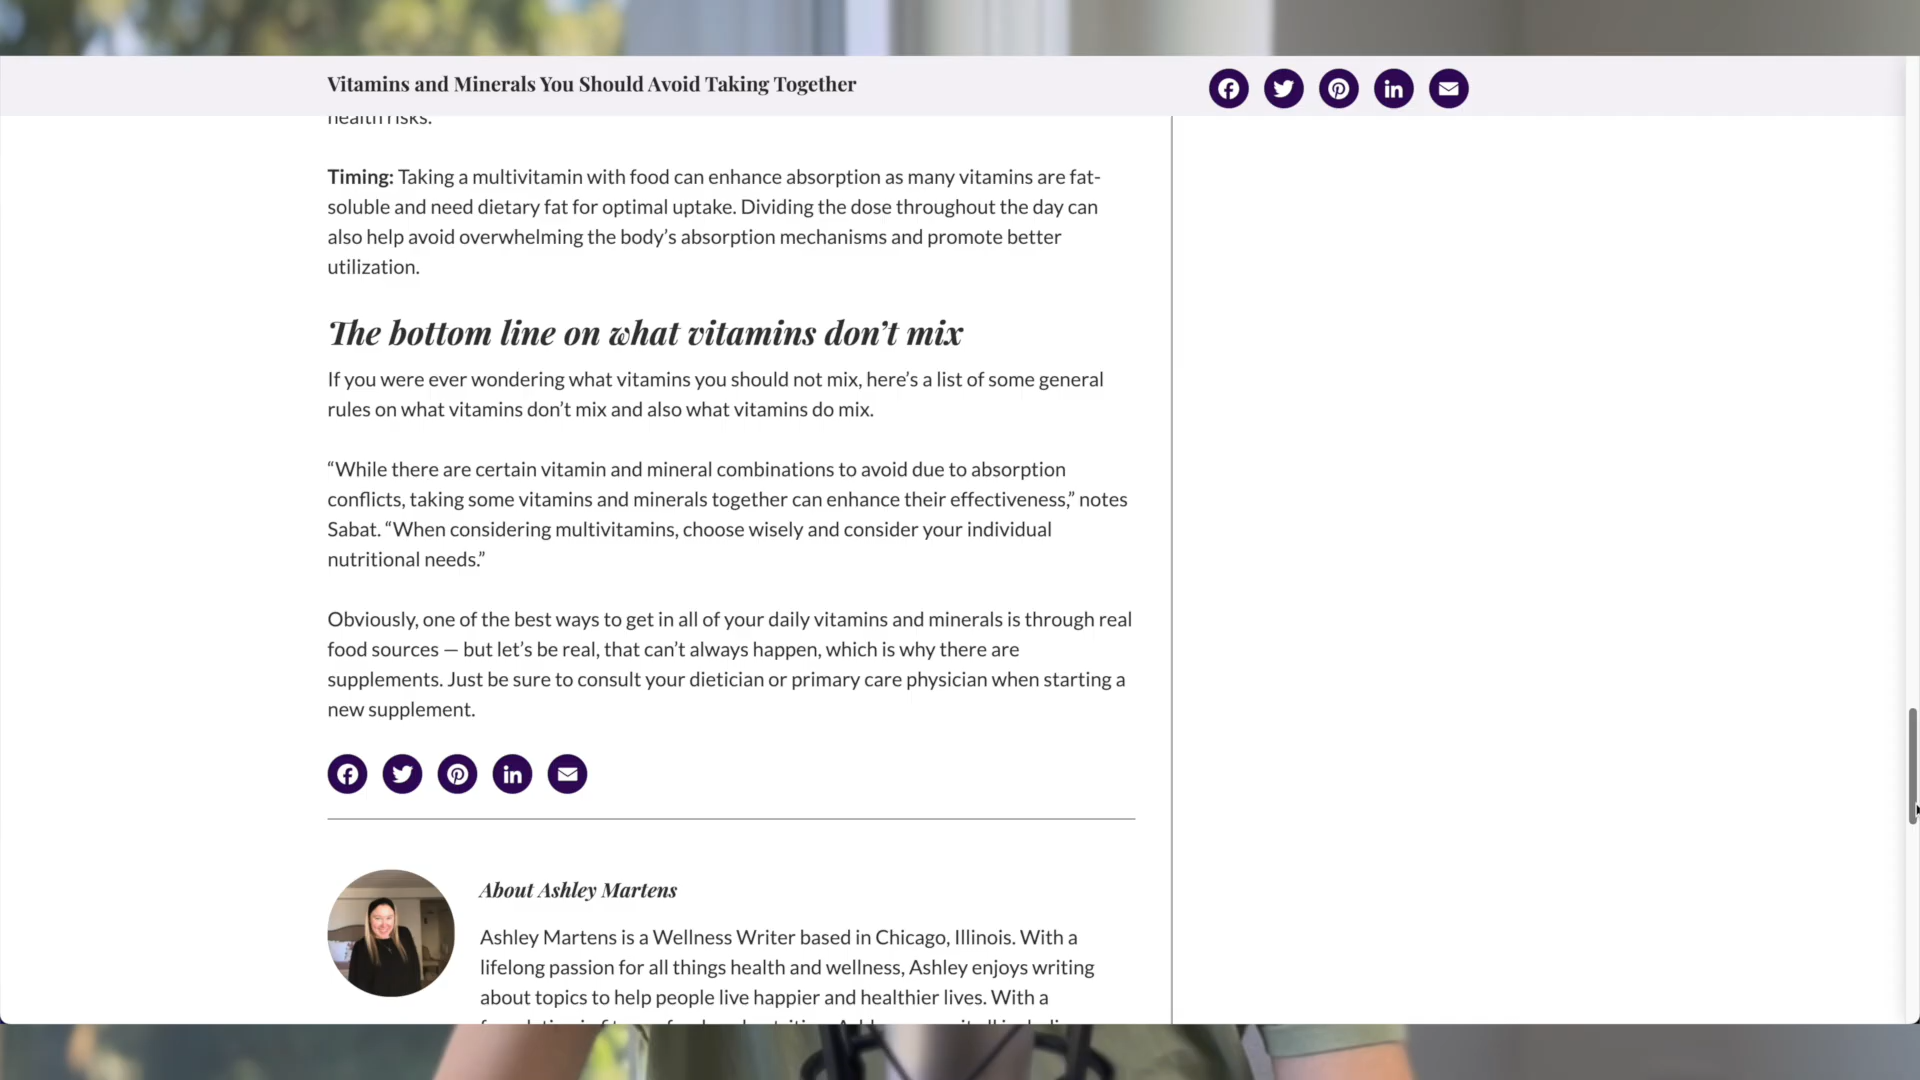 Vitamins and Minerals You Should Avoid Taking Together
health risks.
Timing: Taking a multivitamin with food can enhance absorption as many vitamins are fat-
soluble and need dietary fat for optimal uptake. Dividing the dose throughout the day can
also help avoid overwhelming the body’s absorption mechanisms and promote better
utilization.
The bottom line on what vitamins don’t mix
If you were ever wondering what vitamins you should not mix, here’s a list of some general
rules on what vitamins don’t mix and also what vitamins do mix.
“While there are certain vitamin and mineral combinations to avoid due to absorption
conflicts, taking some vitamins and minerals together can enhance their effectiveness,” notes
Sabat. “When considering multivitamins, choose wisely and consider your individual
nutritional needs.”
Obviously, one of the best ways to get in all of your daily vitamins and minerals is through real
food sources — but let’s be real, that can’t always happen, which is why there are
supplements. Just be sure to consult your dietician or primary care physician when starting a
new supplement.
About Ashley Martens
Ashley Martens is a Wellness Writer based in Chicago, Illinois. With a
lifelong passion for all things health and wellness, Ashley enjoys writing
about topics to help people live happier and healthier lives. With a